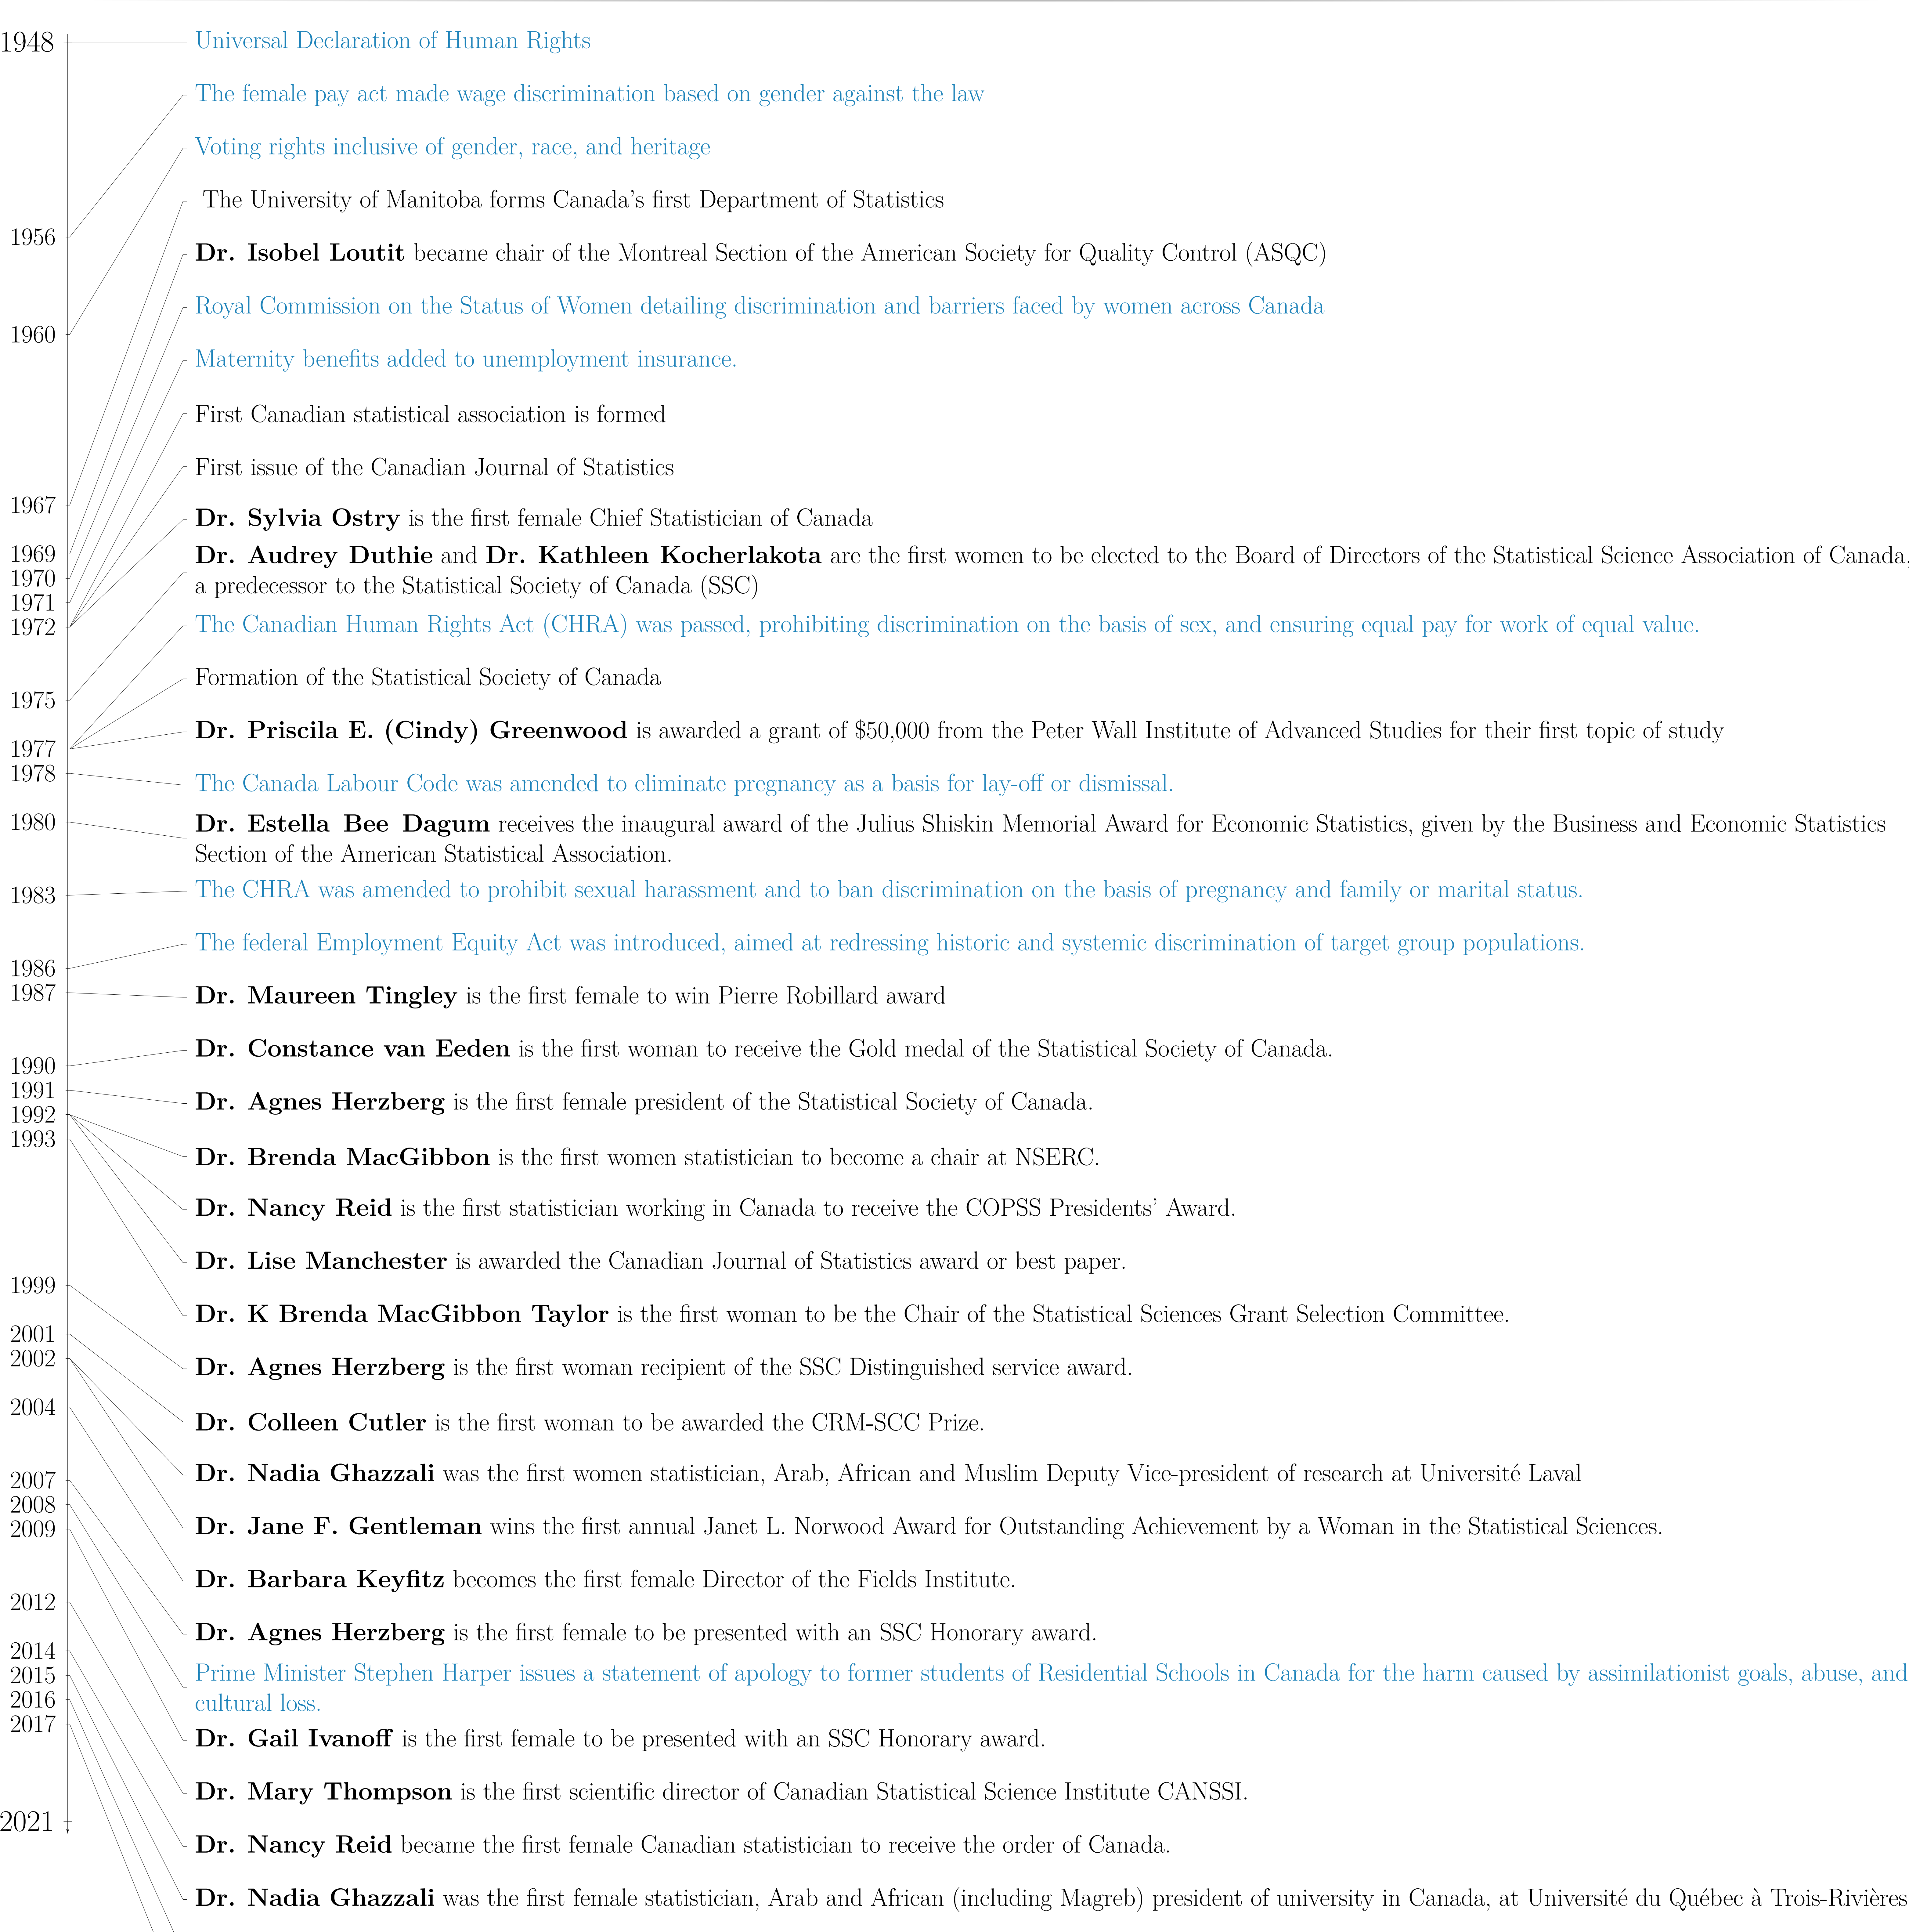 1948
Universal Declaration of Human Rights
The female pay act made wage discrimination based on gender against the law
Voting rights inclusive of gender, race, and heritage
The University of Manitoba forms Canada's first Department of Statistics
1956
Dr. Isobel Loutit became chair of the Montreal Section of the American Society for Quality Control (ASQC)
Royal Commission on the Status of Women detailing discrimination and barriers faced by women across Canada
1960
Maternity benefits added to unemployment insurance.
First Canadian statistical association is formed
First issue of the Canadian Journal of Statistics
1967
Dr. Sylvia Ostry is the first female Chief Statistician of Canada
1969
Dr. Audrey Duthie and Dr. Kathleen Kocherlakota are the first women to be elected to the Board of Directors of the Statistical Science Association of Canada,
1970
a predecessor to the Statistical Society of Canada (SSC)
1971
1972
The Canadian Human Rights Act (CHRA) was passed, prohibiting discrimination on the basis of sex, and ensuring equal pay for work of equal value.
Formation of the Statistical Society of Canada
1975
Dr. Priscila E. (Cindy) Greenwood is awarded a grant of $50,000 from the Peter Wall Institute of Advanced Studies for their first topic of study
1977
1978
The Canada Labour Code was amended to eliminate pregnancy as a basis for lay-off or dismissal.
1980
Dr. Estella Bee Dagum receives the inaugural award of the Julius Shiskin Memorial Award for Economic Statistics, given by the Business and Economic Statistics
Section of the American Statistical Association.
1983
The CHRA was amended to prohibit sexual harassment and to ban discrimination on the basis of pregnancy and family or marital status.
The federal Employment Equity Act was introduced, aimed at redressing historic and systemic discrimination of target group populations.
1986
1987
Dr. Maureen Tingley is the first female to win Pierre Robillard award
Dr. Constance van Eeden is the first woman to receive the Gold medal of the Statistical Society of Canada.
1990
1991
Dr. Agnes Herzberg is the first female president of the Statistical Society of Canada.
1992
1993
Dr. Brenda MacGibbon is the first women statistician to become a chair at NSERC.
Dr. Nancy Reid is the first statistician working in Canada to receive the COPSS Presidents' Award.
Dr. Lise Manchester is awarded the Canadian Journal of Statistics award or best paper.
1999
Dr. K Brenda MacGibbon Taylor is the first woman to be the Chair of the Statistical Sciences Grant Selection Committee.
2001
2002
Dr. Agnes Herzberg is the first woman recipient of the SSC Distinguished service award.
2004
Dr. Colleen Cutler is the first woman to be awarded the CRM-SCC Prize.
Dr. Nadia Ghazzali was the first women statistician, Arab, African and Muslim Deputy Vice-president of research at Université Laval
2007
2008
2009
Dr. Jane F. Gentleman wins the first annual Janet L. Norwood Award for Outstanding Achievement by a Woman in the Statistical Sciences.
Dr. Barbara Keyfitz becomes the first female Director of the Fields Institute.
2012
Dr. Agnes Herzberg is the first female to be presented with an SSC Honorary award.
2014
2015
Prime Minister Stephen Harper issues a statement of apology to former students of Residential Schools in Canada for the harm caused by assimilationist goals, abuse, and
2016
cultural loss.
2017
Dr. Gail Ivanoff is the first female to be presented with an SSC Honorary award.
Dr. Mary Thompson is the first scientific director of Canadian Statistical Science Institute CANSSI.
2021
Dr. Nancy Reid became the first female Canadian statistician to receive the order of Canada.
Dr. Nadia Ghazzali was the first female statistician, Arab and African (including Magreb) president of university in Canada, at Université du Québec à Trois-Rivières